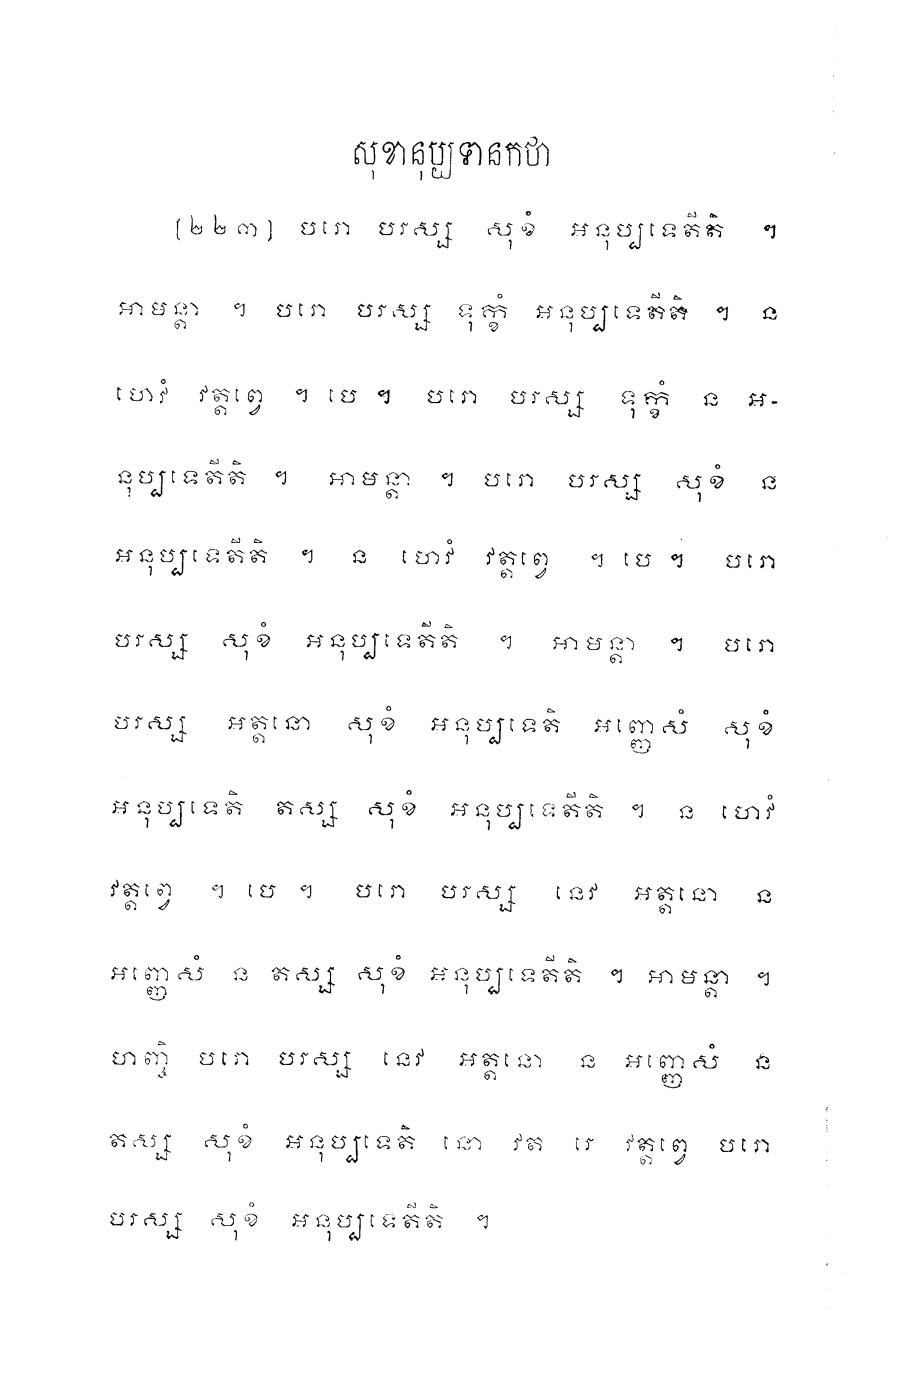 សុខានុប្បទានកថា
[២២៣] បរោ បរស្ស សុខំ អនុប្បទេតីតិ ។
អាមន្តា ។ បរោ បរស្ស ទុក្ខំ អនុប្បទេតីតិ ។ ន
ហេវំ វត្តព្វេ ។ បេ ។ បរោ បរស្ស ទុក្ខំ ន អ-
នុប្បទេតីតិ ។ អាមន្តា ។ បរោ បរស្ស សុខំ ន
អនុប្បទេតីតិ ។ ន ហេវំ វត្តព្វេ ។ បេ ។ បរោ
បរស្ស សុខំ អនុប្បទេតីតិ ។ អាមន្តា ។ បរោ
បរស្ស អត្តនោ សុខំ អនុប្បទេតិ អញ្ញេសំ សុខំ
អនុប្បទេតិ តស្ស សុខំ អនុប្បទេតីតិ ។ ន ហេវំ
វត្តព្វេ ។ បេ ។ បរោ បរស្ស នេវ អត្តនោ ន
អញ្ញេសំ ន តស្ស សុខំ អនុប្បទេតីតិ ។ អាមន្តា ។
ហញ្ចិ បរោ បរស្ស នេវ អត្តនោ ន អញ្ញេសំ ន
តស្ស សុខំ អនុប្បទេតិ នោ វត រេ វត្តព្វេ បរោ
បរស្ស សុខំ អនុប្បទេតីតិ ។